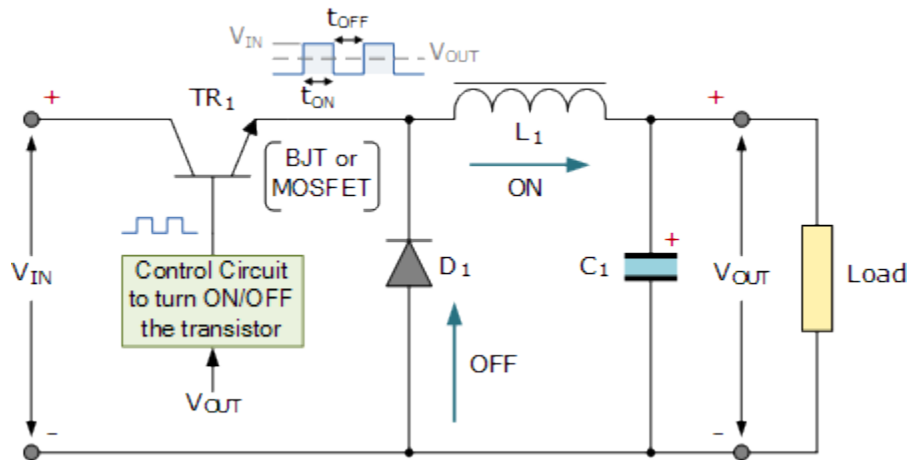 tOFF
VIN
VOUT
tON
+
TR1
+
L1
BJT or
MOSFET
ON
VIN
Control Circuit
to turn ON/OFF
the transistor
D1
C1
+
VOUT
Load
OFF
VOUT
-
-